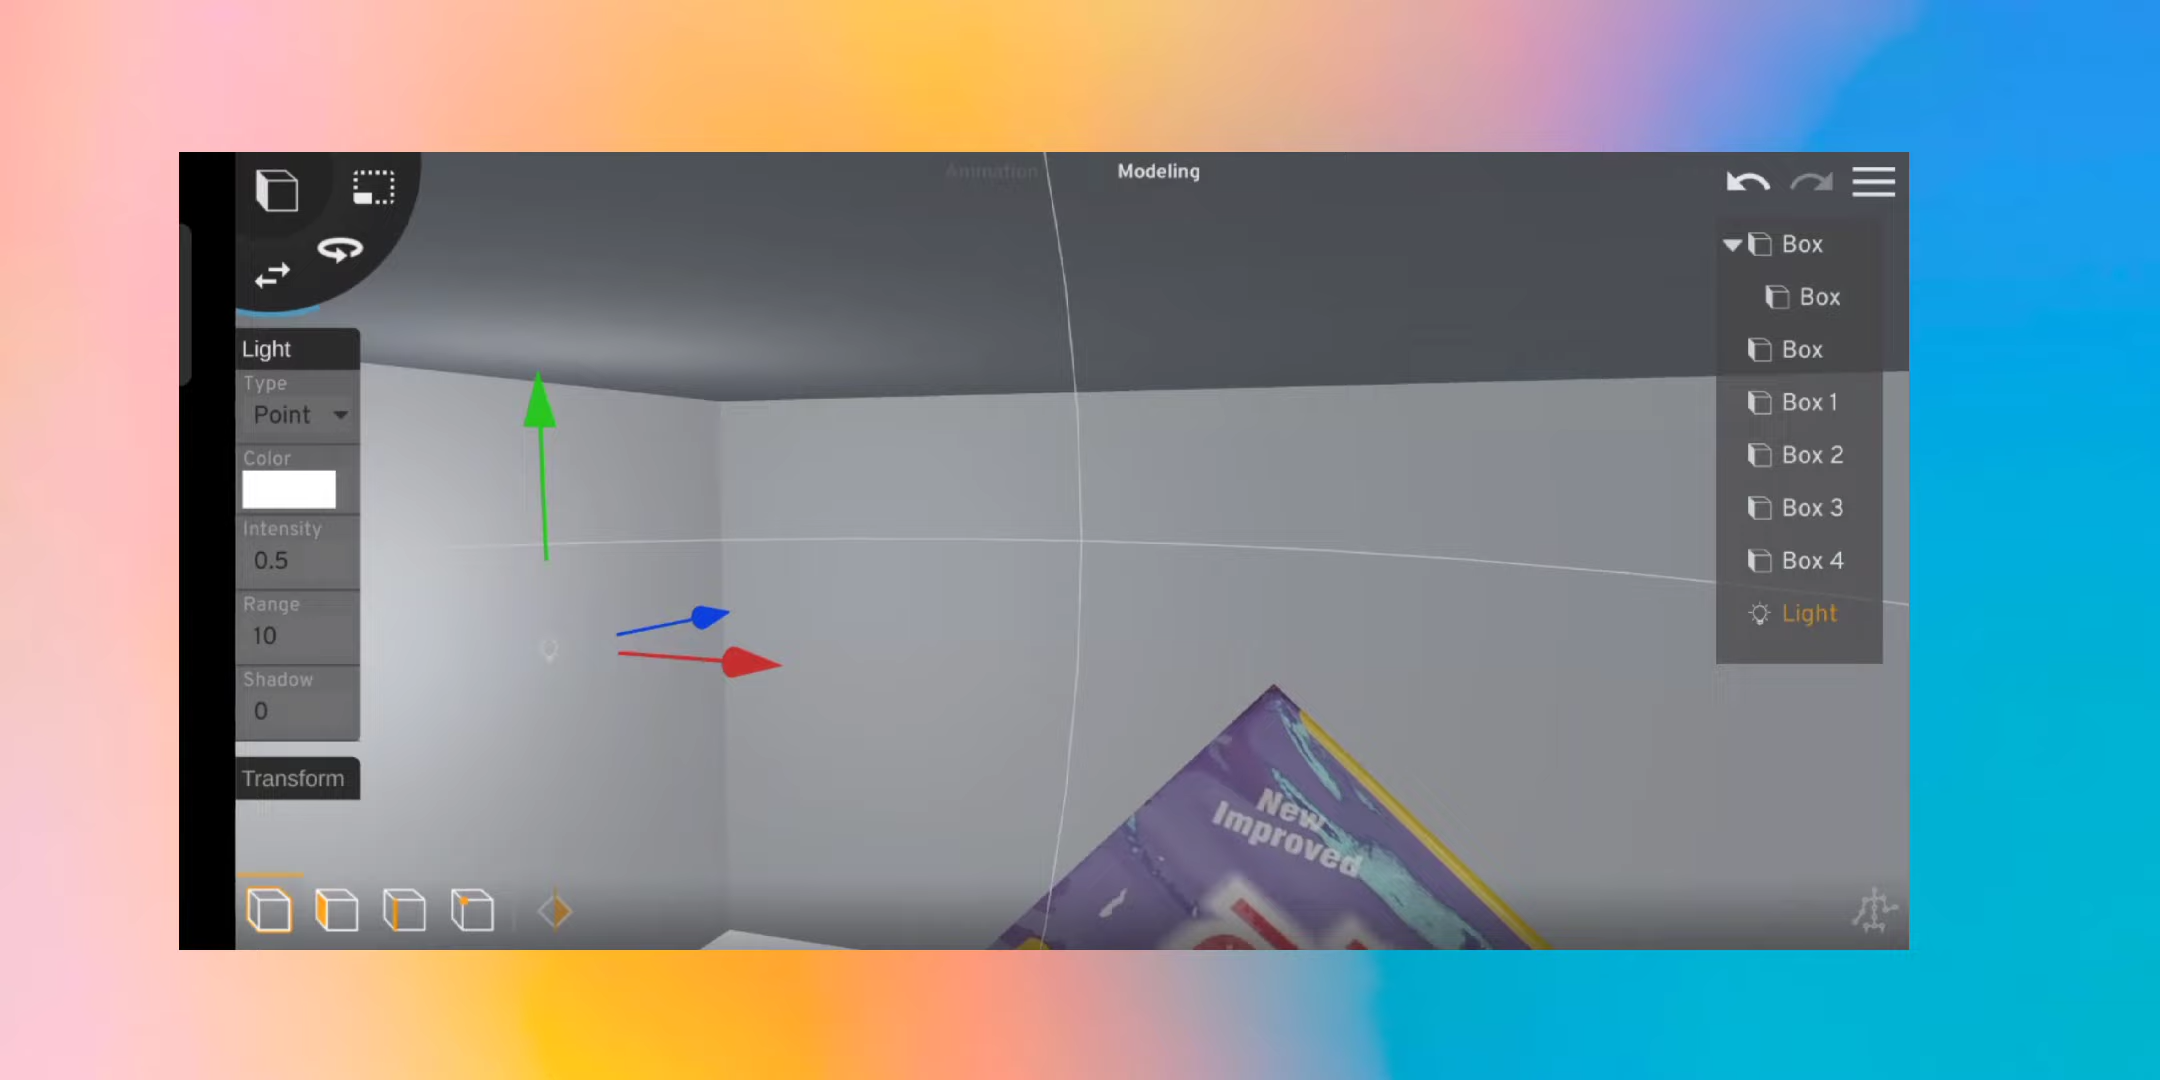 Animation
Modeling
Light
Type
Point
Color
Intensity
0.5
Range
10
Shadow
0
Transform
Box
Box
Box
Box 1
Box 2
Box 3
Box 4
Light
New
Improved